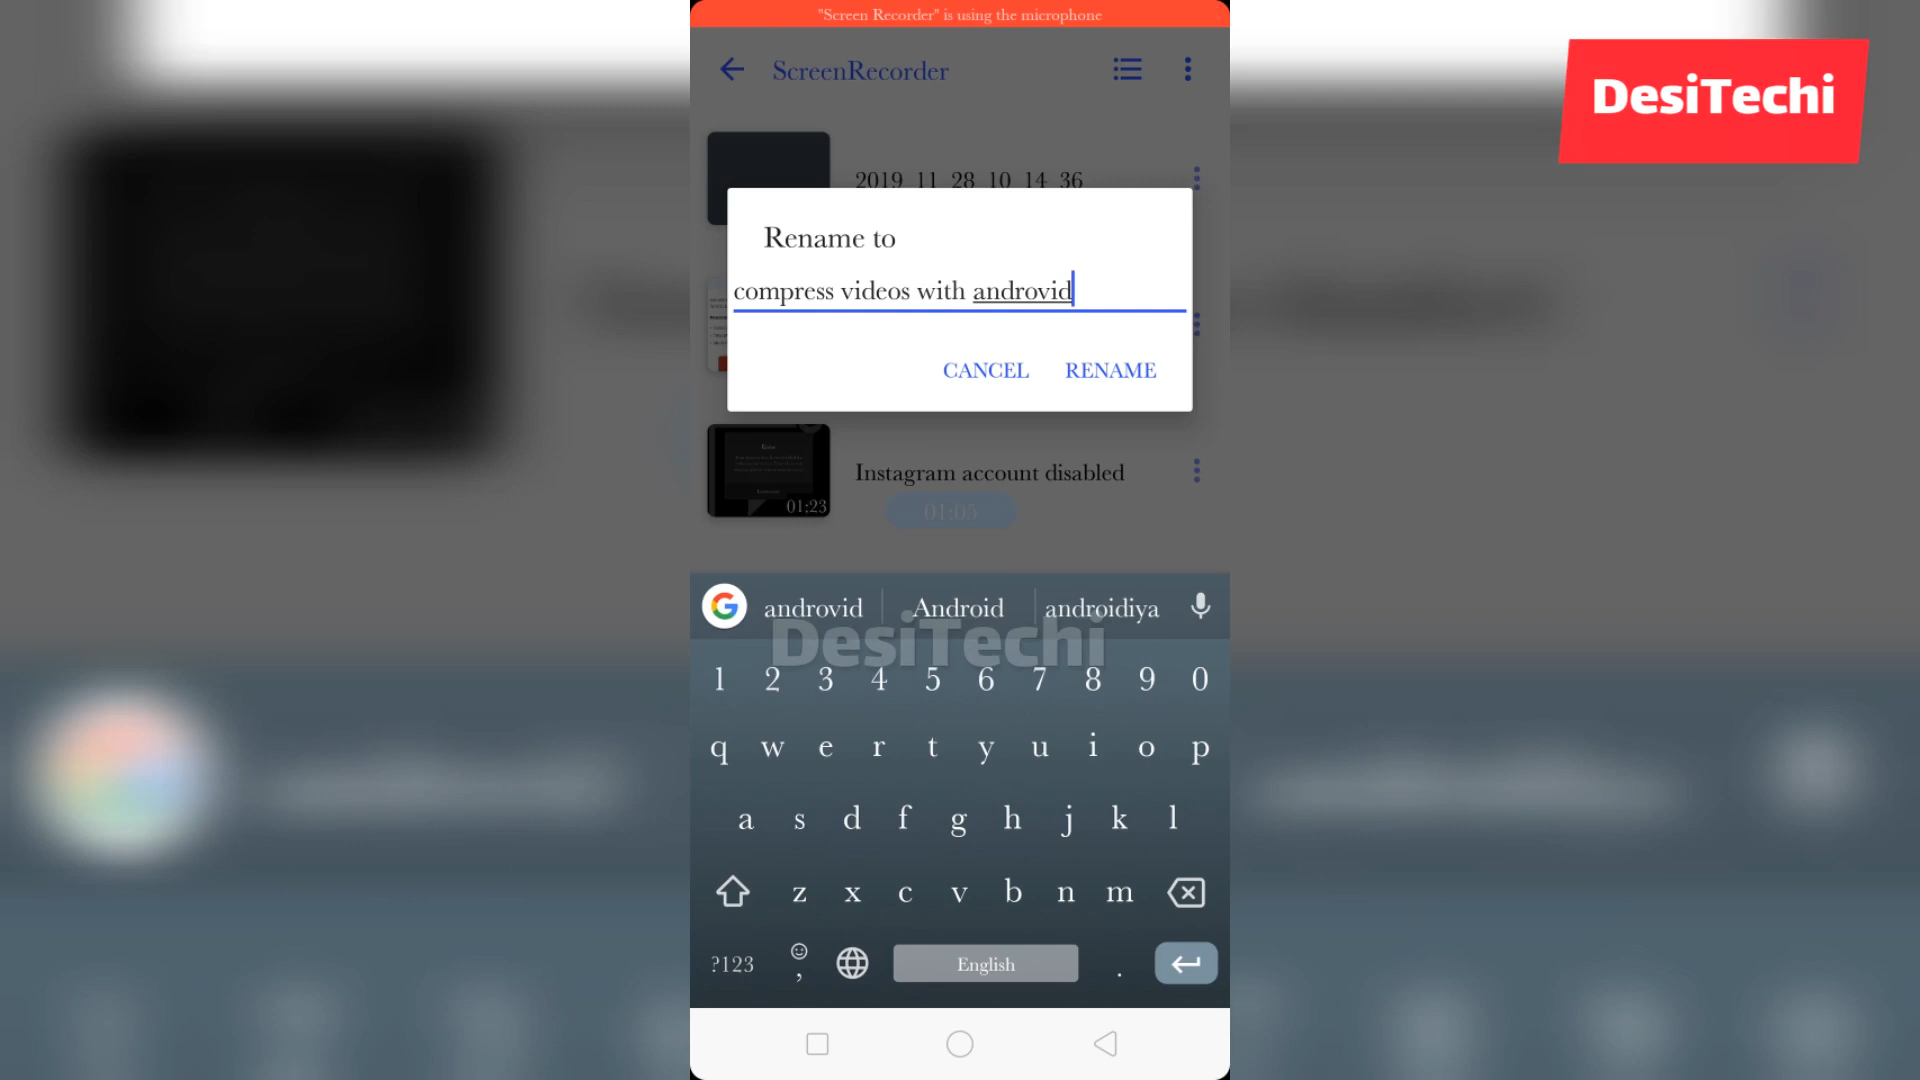 "Screen Recorder" is using the microphone
ScreenRecorder
DesiTechi
2019_11_28_10_14_36
Rename to
compress videos with androvid
CANCEL RENAME
Instagram account disabled
01:23
01:05
androvid Android androidiya
DesiTechi
1 2 3 4 5 6 7 8 9 0
q w e r t y u i o p
a s d f g h j k l
z x c v b n m
?123 , English .